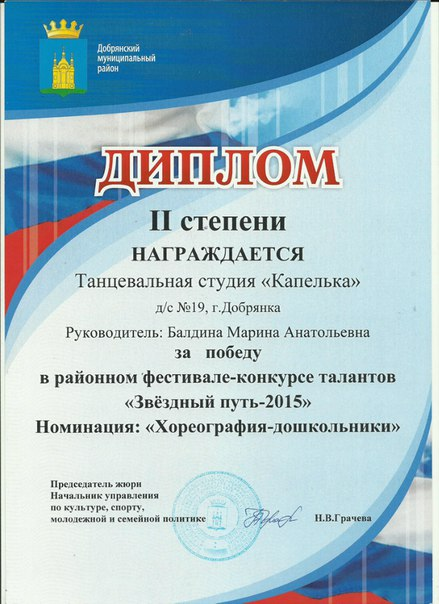 Добрянский
муниципальный
район
ДИПЛОМ
II степени
НАГРАЖДАЕТСЯ
Танцевальная студия «Капелька»
д/с №19, г.Добрянка
Руководитель: Балдина Марина Анатольевна
за победу
в районном фестивале-конкурсе талантов
«Звёздный путь-2015»
Номинация: «Хореография-дошкольники»
Председатель жюри
Начальник управления
по культуре, спорту,
молодежной и семейной политике Н.В.Грачева